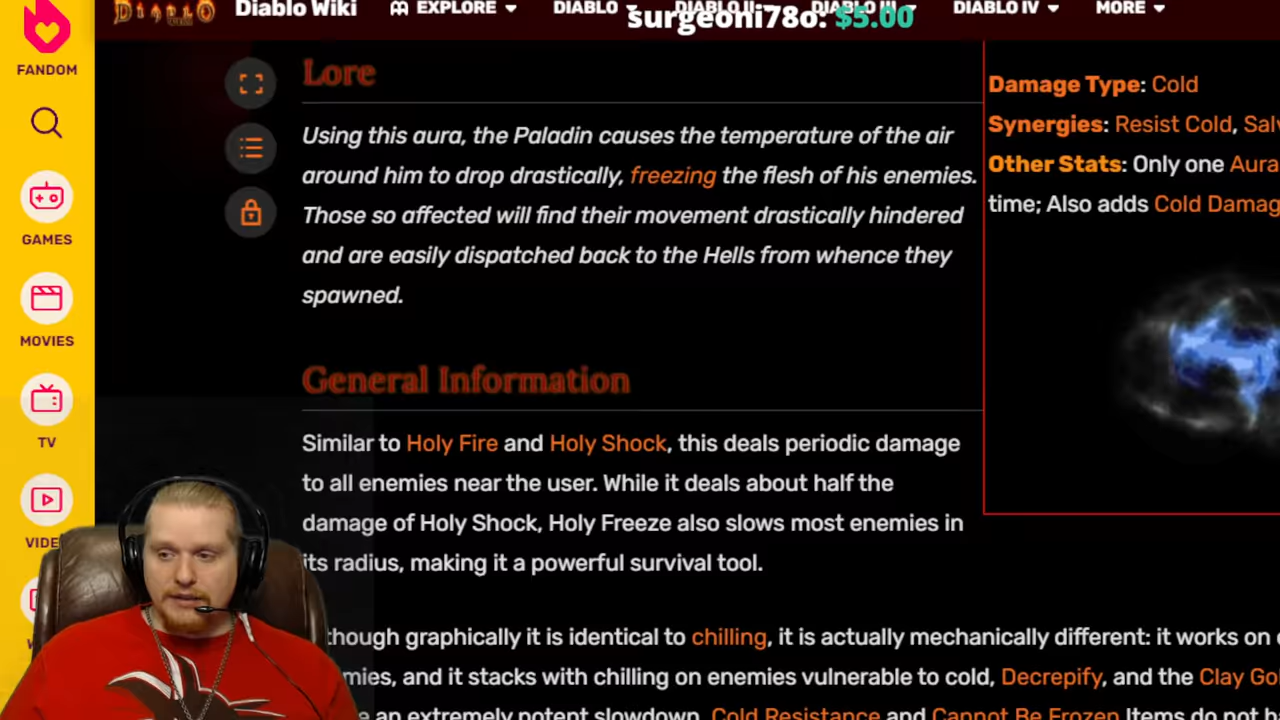 Diablo Wiki
EXPLORE
DIABLO
DIABLO II
DIABLO III
DIABLO IV
MORE
surgeoni78o: $5.00
FANDOM
GAMES
MOVIES
TV
Lore
Using this aura, the Paladin causes the temperature of the air
around him to drop drastically, freezing the flesh of his enemies.
Those so affected will find their movement drastically hindered
and are easily dispatched back to the Hells from whence they
spawned.
General Information
Similar to Holy Fire and Holy Shock, this deals periodic damage
to all enemies near the user. While it deals about half the
damage of Holy Shock, Holy Freeze also slows most enemies in
its radius, making it a powerful survival tool.
though graphically it is identical to chilling, it is actually mechanically different: it works on
mies, and it stacks with chilling on enemies vulnerable to cold, Decrepify, and the Clay Go
an extremely potent slowdown. Cold Resistance and Cannot Be Frozen Items do not h
Damage Type: Cold
Synergies: Resist Cold, Sal
Other Stats: Only one Aura
time; Also adds Cold Damag